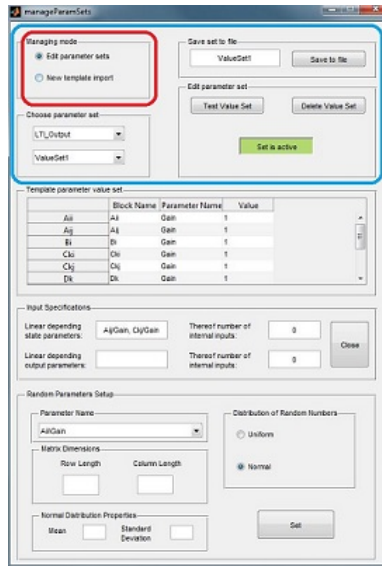 manageParamSets
Managing mode
Edit parameter sets
New template import
Save set to file
ValueSet1
Save to file
Edit parameter set
Test Value Set
Delete Value Set
Set is active
Choose parameter set
LTI_Output
ValueSet1
Template parameter value set
Block Name Parameter Name Value
Aii Aii Gain 1
Aij Aij Gain 1
Bi Bi Gain 1
Cki Cki Gain 1
Ckj Ckj Gain 1
Dk Dk Gain 1
Input Specifications
Linear depending state parameters:
Aij/Gain, Ckj/Gain
Thereof number of internal inputs:
0
Close
Linear depending output parameters:
Thereof number of internal inputs:
0
Random Parameters Setup
Parameter Name
Aii/Gain
Distribution of Random Numbers
Uniform
Normal
Matrix Dimensions
Row Length Column Length
Normal Distribution Properties
Mean
Standard Deviation
Set